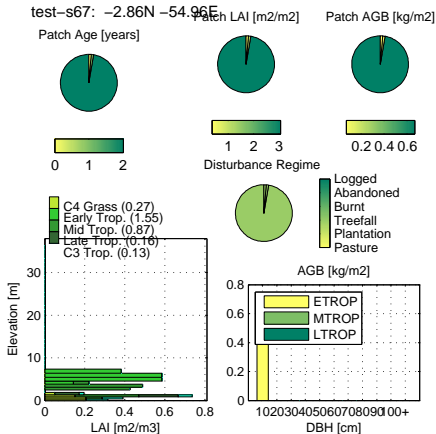 test−s67: −2.86N −54.96E
Patch Age [years]
0 1 2
Patch LAI [m2/m2]
1 2 3
Patch AGB [kg/m2]
0.2 0.4 0.6
Disturbance Regime
Logged
Abandoned
Burnt
Treefall
Plantation
Pasture
C4 Grass (0.27)
Early Trop. (1.55)
Mid Trop. (0.87)
Late Trop. (0.16)
C3 Trop. (0.13)
Elevation [m]
30
20
10
0
0 0.2 0.4 0.6 0.8
LAI [m2/m3]
AGB [kg/m2]
0.8
0.6
0.4
0.2
0
ETROP
MTROP
LTROP
102030405060708090100+
DBH [cm]